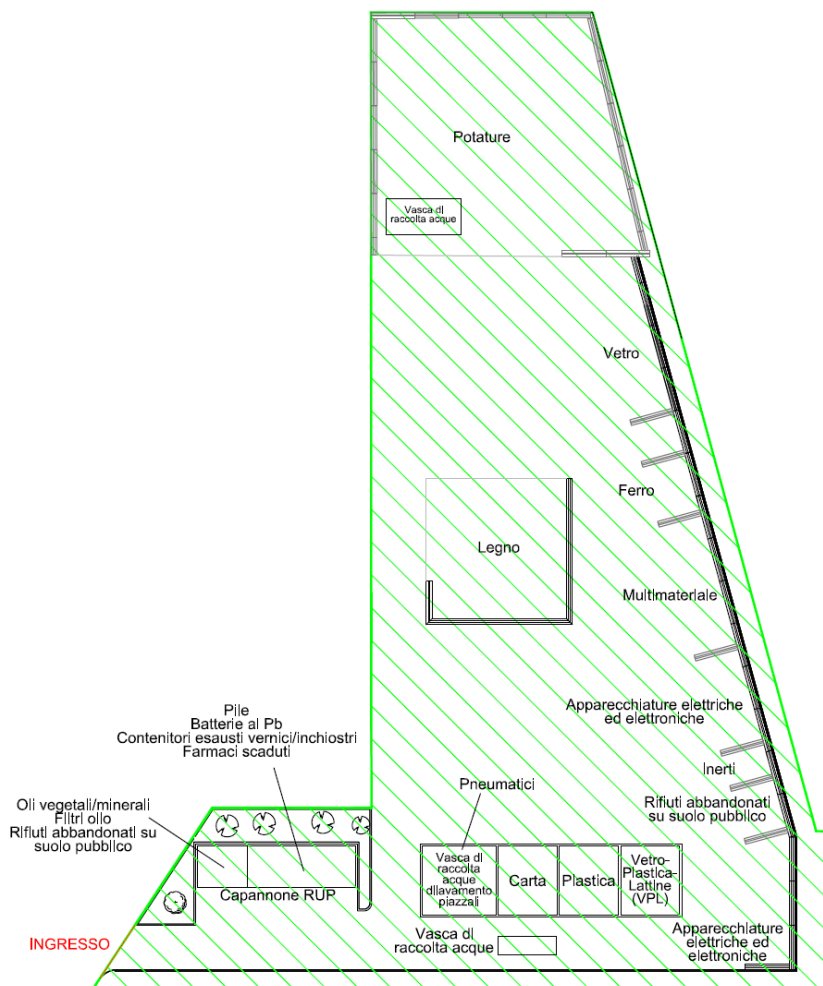 Potature
Vasca di
raccolta acque
Vetro
Ferro
Legno
Multimateriale
Apparecchiature elettriche
ed elettroniche
Inerti
Rifiuti abbandonati
su suolo pubblico
Pile
Batterie al Pb
Contenitori esausti vernici/inchiostri
Farmaci scaduti
Oli vegetali/minerali
Filtri olio
Rifiuti abbandonati su
suolo pubblico
Capannone RUP
Pneumatici
Vasca di
raccolta
acque
dilavamento
piazzali
Carta
Plastica
Vetro-
Plastica-
Lattine
(VPL)
Vasca di
raccolta acque
Apparecchiature
elettriche ed
elettroniche
INGRESSO